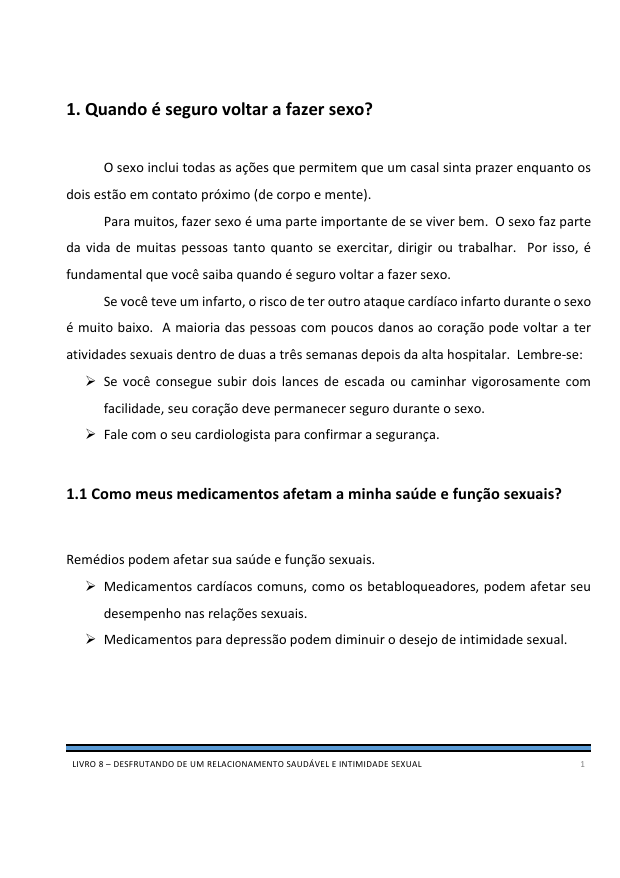 1. Quando é seguro voltar a fazer sexo?
O sexo inclui todas as ações que permitem que um casal sinta prazer enquanto os
dois estão em contato próximo (de corpo e mente).
Para muitos, fazer sexo é uma parte importante de se viver bem.  O sexo faz parte
da vida de muitas pessoas tanto quanto se exercitar, dirigir ou trabalhar.  Por isso, é
fundamental que você saiba quando é seguro voltar a fazer sexo.
Se você teve um infarto, o risco de ter outro ataque cardíaco infarto durante o sexo
é muito baixo.  A maioria das pessoas com poucos danos ao coração pode voltar a ter
atividades sexuais dentro de duas a três semanas depois da alta hospitalar.  Lembre-se:
➢ Se você consegue subir dois lances de escada ou caminhar vigorosamente com
facilidade, seu coração deve permanecer seguro durante o sexo.
➢ Fale com o seu cardiologista para confirmar a segurança.
1.1 Como meus medicamentos afetam a minha saúde e função sexuais?
Remédios podem afetar sua saúde e função sexuais.
➢ Medicamentos cardíacos comuns, como os betabloqueadores, podem afetar seu
desempenho nas relações sexuais.
➢ Medicamentos para depressão podem diminuir o desejo de intimidade sexual.
LIVRO 8 – DESFRUTANDO DE UM RELACIONAMENTO SAUDÁVEL E INTIMIDADE SEXUAL 1